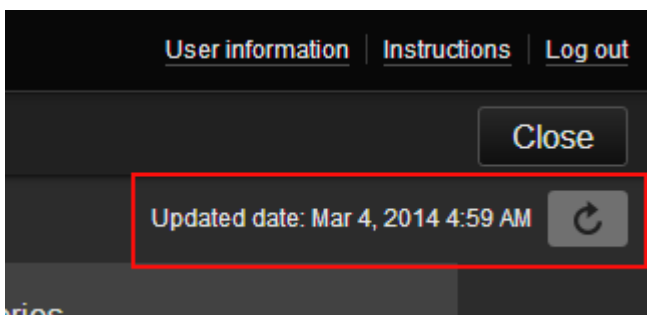 User information Instructions Log out
Close
Updated date: Mar 4, 2014 4:59 AM